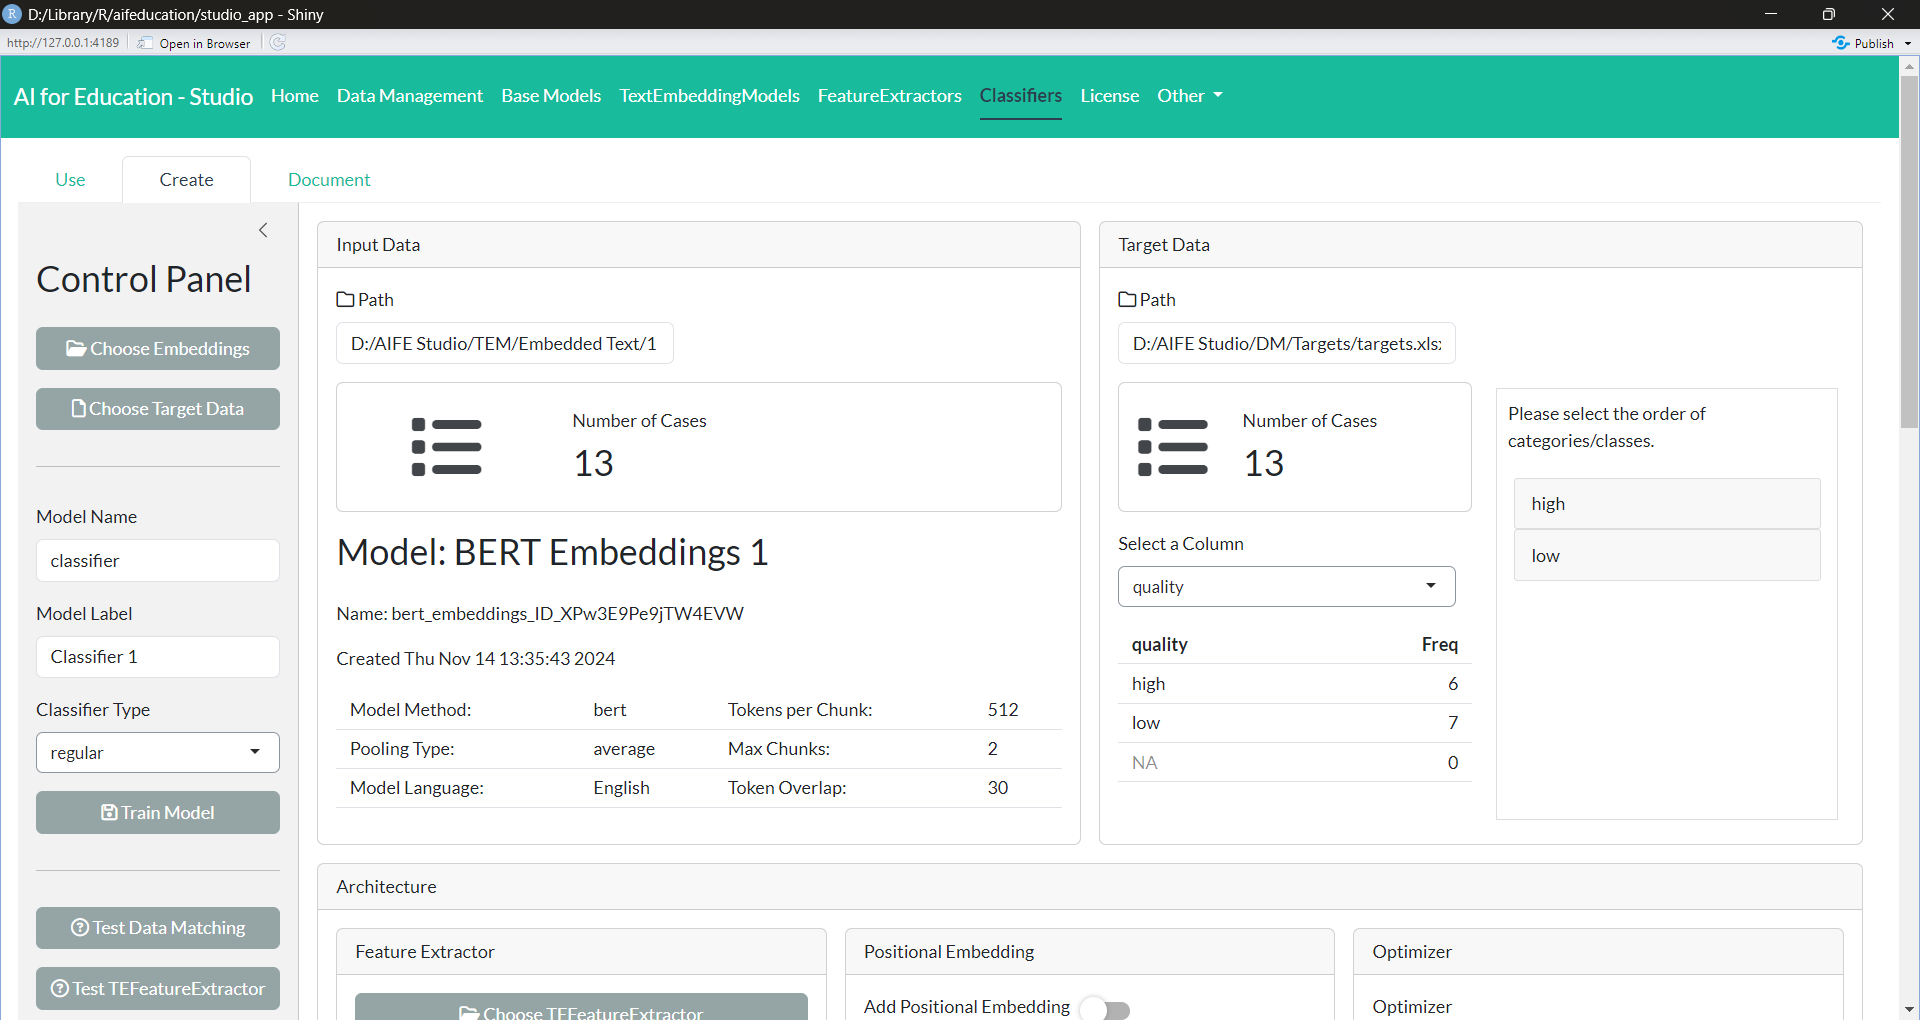 D:/Library/R/aifeducation/studio_app - Shiny
http://127.0.0.1:4189
Open in Browser
Publish
AI for Education - Studio
Home
Data Management
Base Models
TextEmbeddingModels
FeatureExtractors
Classifiers
License
Other
Use
Create
Document
Control Panel
Choose Embeddings
Choose Target Data
Model Name
classifier
Model Label
Classifier 1
Classifier Type
regular
Train Model
Test Data Matching
Test TEFeatureExtractor
Input Data
Path
D:/AIFE Studio/TEM/Embedded Text/1
Number of Cases
13
Model: BERT Embeddings 1
Name: bert_embeddings_ID_XPw3E9Pe9jTW4EVW
Created Thu Nov 14 13:35:43 2024
Model Method: bert Tokens per Chunk: 512
Pooling Type: average Max Chunks: 2
Model Language: English Token Overlap: 30
Target Data
Path
D:/AIFE Studio/DM/Targets/targets.xls
Number of Cases
13
Select a Column
quality
quality Freq
high 6
low 7
NA 0
Please select the order of
categories/classes.
high
low
Architecture
Feature Extractor
Choose TEFeatureExtractor
Positional Embedding
Add Positional Embedding
Optimizer
Optimizer